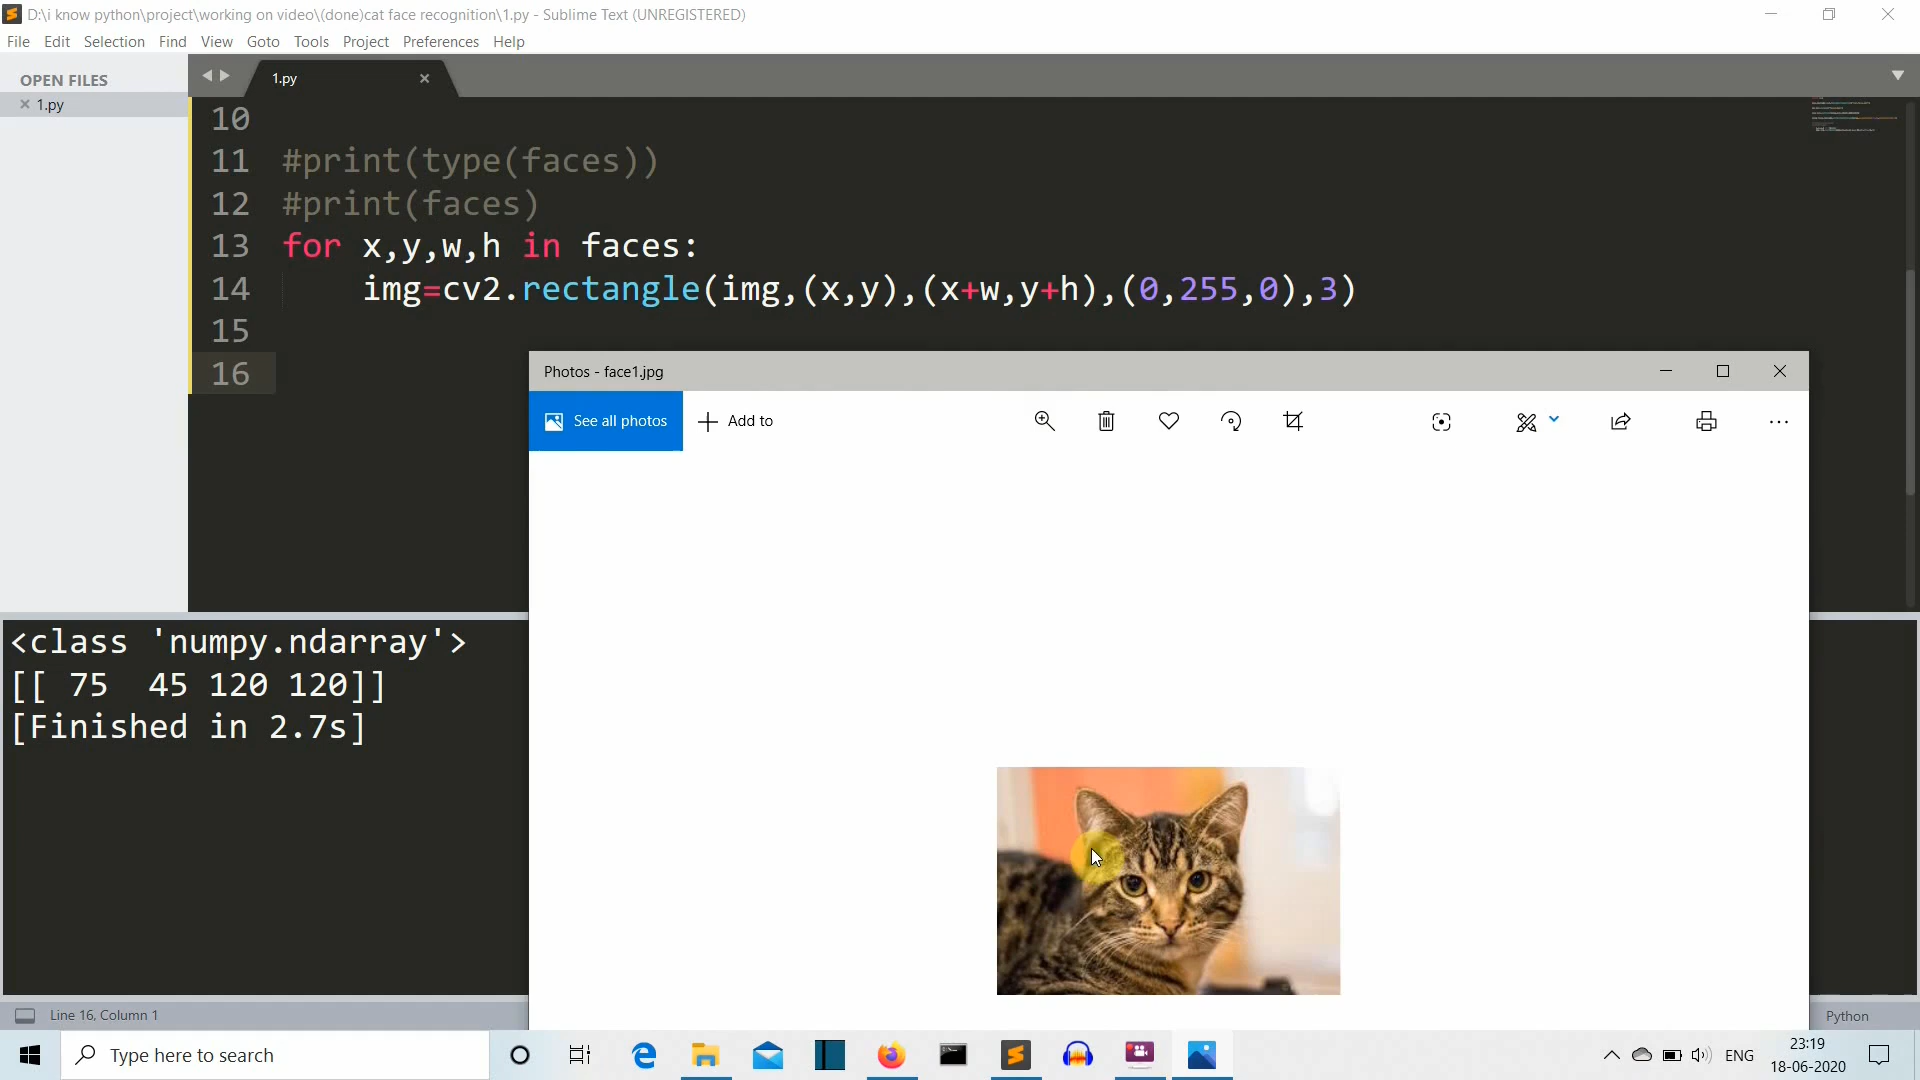 D:\i know python\project\working on video\(done)cat face recognition\1.py - Sublime Text (UNREGISTERED)
File Edit Selection Find View Goto Tools Project Preferences Help
OPEN FILES
1.py
1.py
10
11 #print(type(faces))
12 #print(faces)
13 for x,y,w,h in faces:
14 img=cv2.rectangle(img,(x,y),(x+w,y+h),(0,255,0),3)
15
16
Photos - face1.jpg
See all photos
Add to
<class 'numpy.ndarray'>
[[ 75  45 120 120]]
[Finished in 2.7s]
Line 16, Column 1
Python
Type here to search
ENG
23:19
18-06-2020